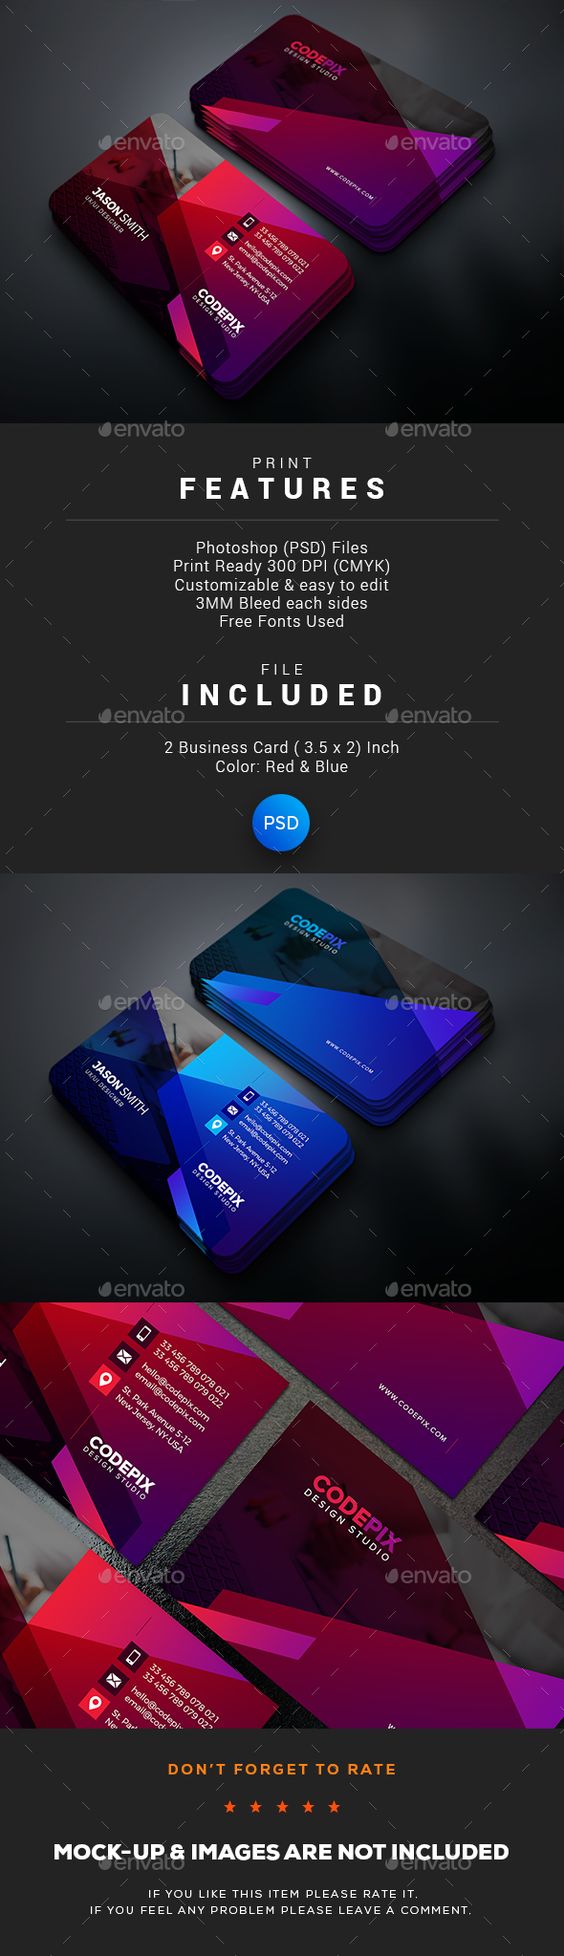 CODEPIX
DESIGN STUDIO
WWW.CODEPIX.COM
JASON SMITH
UX/UI DESIGNER
33 456 789 078 021
33 456 789 079 022
hello@codepix.com
email@codepix.com
St. Park Avenue S-12
New Jersey, NY-USA
CODEPIX
DESIGN STUDIO
envato
envato
envato
envato
PRINT
FEATURES
Photoshop (PSD) Files
Print Ready 300 DPI (CMYK)
Customizable & easy to edit
3MM Bleed each sides
Free Fonts Used
FILE
INCLUDED
envato
envato
2 Business Card ( 3.5 x 2) Inch
Color: Red & Blue
PSD
CODEPIX
DESIGN STUDIO
envato
envato
WWW.CODEPIX.COM
JASON SMITH
UX/UI DESIGNER
33 456 789 078 021
33 456 789 079 022
hello@codepix.com
email@codepix.com
St. Park Avenue S-12
New Jersey, NY-USA
CODEPIX
DESIGN STUDIO
envato
envato
33 456 789 078 021
33 456 789 079 022
hello@codepix.com
email@codepix.com
St. Park Avenue S-12
New Jersey, NY-USA
CODEPIX
DESIGN STUDIO
WWW.CODEPIX.COM
CODEPIX
DESIGN STUDIO
envato
envato
33 456 789 078 021
33 456 789 079 022
hello@codepix.com
email@codepix.com
St. Park Avenue S-12
New Jersey, NY-USA
DON'T FORGET TO RATE
MOCK-UP & IMAGES ARE NOT INCLUDED
envato
envato
IF YOU LIKE THIS ITEM PLEASE RATE IT.
IF YOU FEEL ANY PROBLEM PLEASE LEAVE A COMMENT.